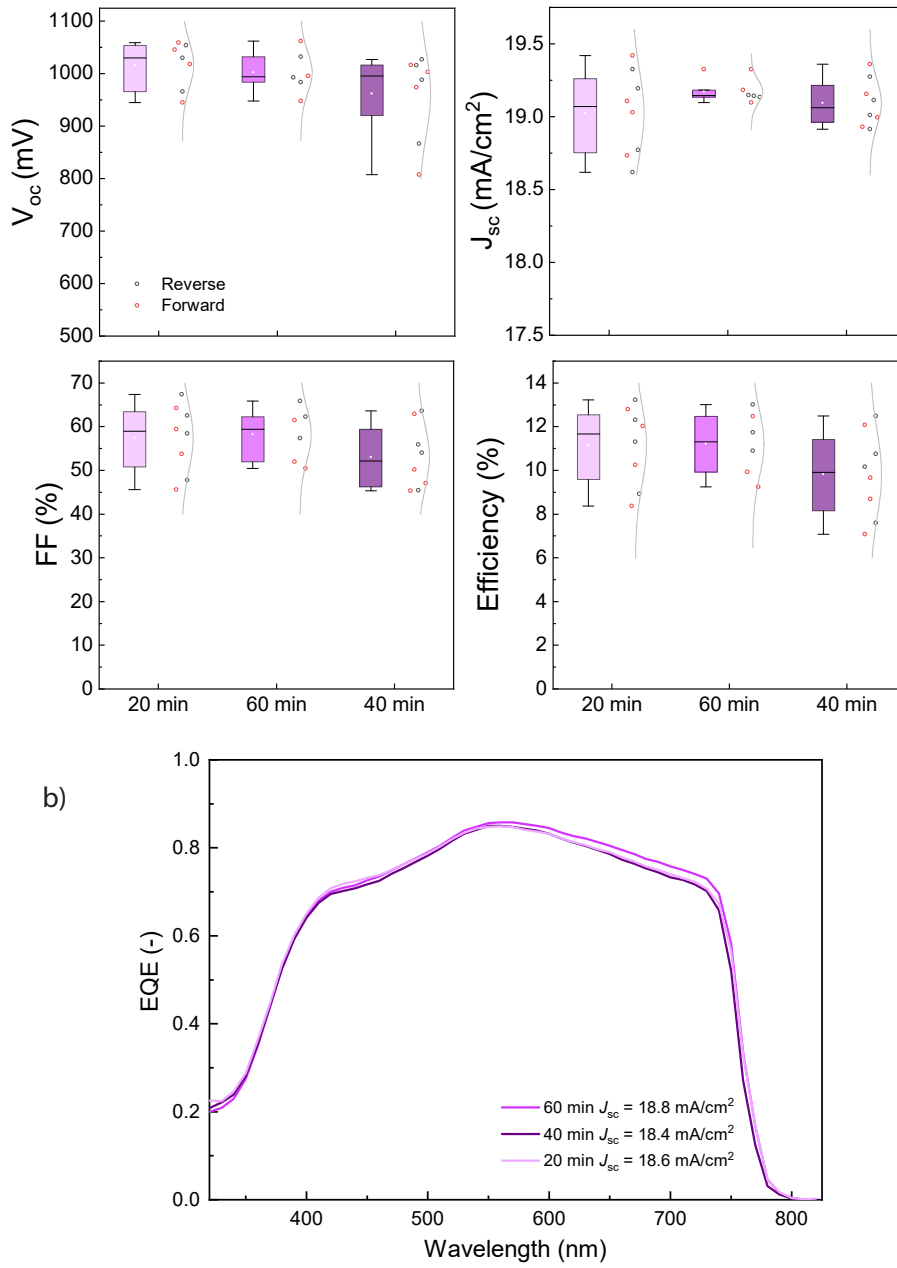 1100
1000
900
800
700
600
500
Voc (mV)
Reverse
Forward
19.5
19.0
18.5
18.0
17.5
Jsc (mA/cm²)
70
60
50
40
30
20
10
0
FF (%)
20 min 60 min 40 min
14
12
10
8
6
4
2
0
Efficiency (%)
20 min 60 min 40 min
b)
1.0
0.8
0.6
0.4
0.2
0.0
EQE (-)
60 min Jsc = 18.8 mA/cm²
40 min Jsc = 18.4 mA/cm²
20 min Jsc = 18.6 mA/cm²
400 500 600 700 800
Wavelength (nm)